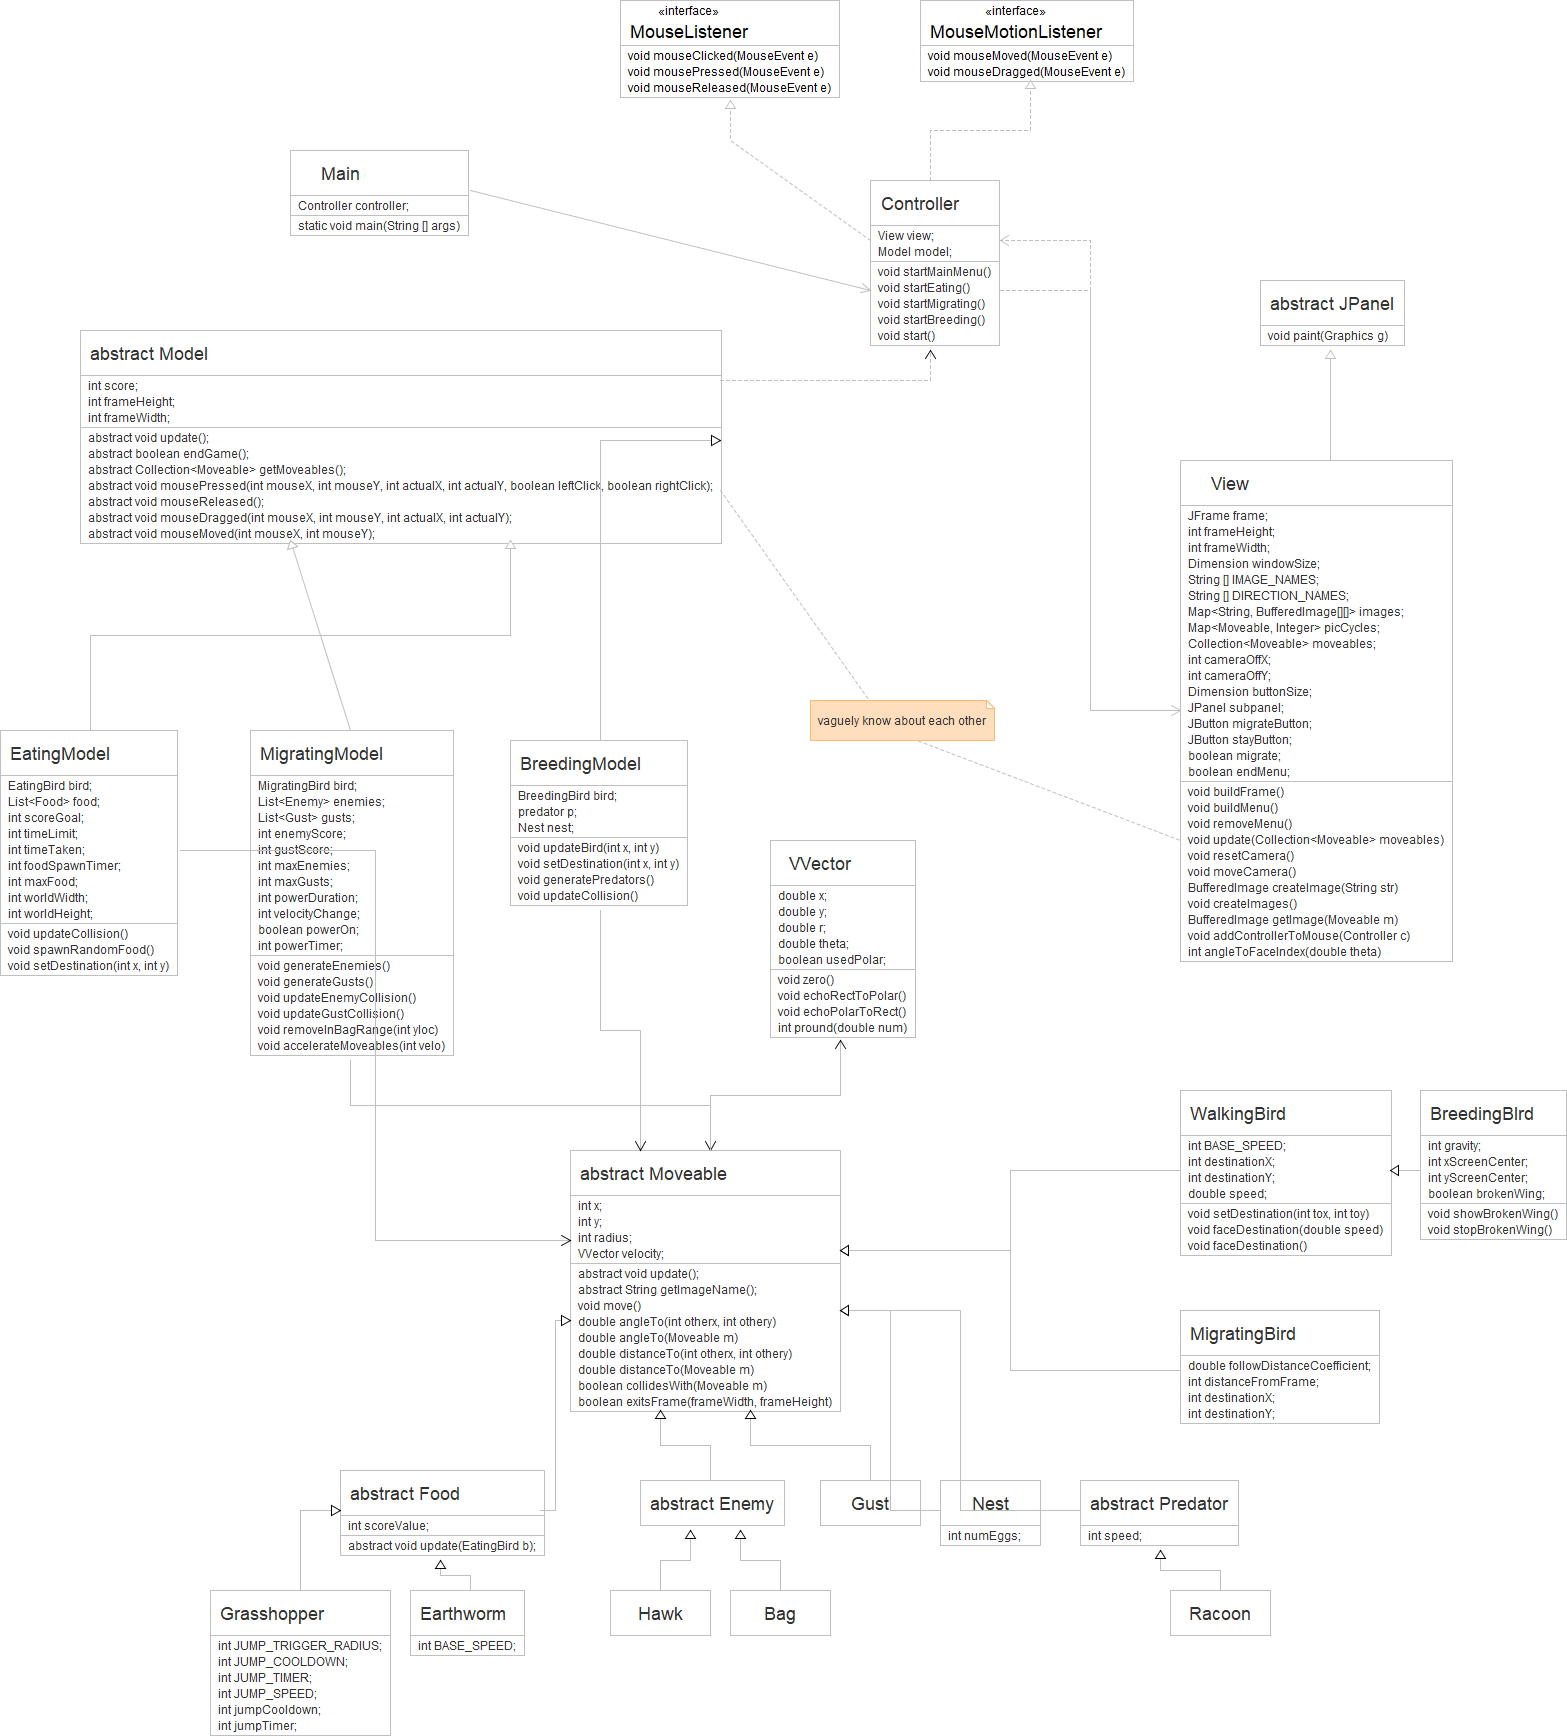 «interface»
MouseListener
void mouseClicked(MouseEvent e)
void mousePressed(MouseEvent e)
void mouseReleased(MouseEvent e)
«interface»
MouseMotionListener
void mouseMoved(MouseEvent e)
void mouseDragged(MouseEvent e)
Main
Controller controller;
static void main(String [] args)
Controller
View view;
Model model;
void startMainMenu()
void startEating()
void startMigrating()
void startBreeding()
void start()
abstract JPanel
void paint(Graphics g)
abstract Model
int score;
int frameHeight;
int frameWidth;
abstract void update();
abstract boolean endGame();
abstract Collection<Moveable> getMoveables();
abstract void mousePressed(int mouseX, int mouseY, int actualX, int actualY, boolean leftClick, boolean rightClick);
abstract void mouseReleased();
abstract void mouseDragged(int mouseX, int mouseY, int actualX, int actualY);
abstract void mouseMoved(int mouseX, int mouseY);
View
JFrame frame;
int frameHeight;
int frameWidth;
Dimension windowSize;
String [] IMAGE_NAMES;
String [] DIRECTION_NAMES;
Map<String, BufferedImage[][]> images;
Map<Moveable, Integer> picCycles;
Collection<Moveable> moveables;
int cameraOffX;
int cameraOffY;
Dimension buttonSize;
JPanel subpanel;
JButton migrateButton;
JButton stayButton;
boolean migrate;
boolean endMenu;
void buildFrame()
void buildMenu()
void removeMenu()
void update(Collection<Moveable> moveables)
void resetCamera()
void moveCamera()
BufferedImage createImage(String str)
void createImages()
BufferedImage getImage(Moveable m)
void addControllerToMouse(Controller c)
int angleToFaceIndex(double theta)
vaguely know about each other
EatingModel
EatingBird bird;
List<Food> food;
int scoreGoal;
int timeLimit;
int timeTaken;
int foodSpawnTimer;
int maxFood;
int worldWidth;
int worldHeight;
void updateCollision()
void spawnRandomFood()
void setDestination(int x, int y)
MigratingModel
MigratingBird bird;
List<Enemy> enemies;
List<Gust> gusts;
int enemyScore;
int gustScore;
int maxEnemies;
int maxGusts;
int powerDuration;
int velocityChange;
boolean powerOn;
int powerTimer;
void generateEnemies()
void generateGusts()
void updateEnemyCollision()
void updateGustCollision()
void removeInBagRange(int yloc)
void accelerateMoveables(int velo)
BreedingModel
BreedingBird bird;
predator p;
Nest nest;
void updateBird(int x, int y)
void setDestination(int x, int y)
void generatePredators()
void updateCollision()
VVector
double x;
double y;
double r;
double theta;
boolean usedPolar;
void zero()
void echoRectToPolar()
void echoPolarToRect()
int pround(double num)
abstract Moveable
int x;
int y;
int radius;
VVector velocity;
abstract void update();
abstract String getImageName();
void move()
double angleTo(int otherx, int othery)
double angleTo(Moveable m)
double distanceTo(int otherx, int othery)
double distanceTo(Moveable m)
boolean collidesWith(Moveable m)
boolean exitsFrame(frameWidth, frameHeight)
WalkingBird
int BASE_SPEED;
int destinationX;
int destinationY;
double speed;
void setDestination(int tox, int toy)
void faceDestination(double speed)
void faceDestination()
BreedingBIrd
int gravity;
int xScreenCenter;
int yScreenCenter;
boolean brokenWing;
void showBrokenWing()
void stopBrokenWing()
MigratingBird
double followDistanceCoefficient;
int distanceFromFrame;
int destinationX;
int destinationY;
abstract Food
int scoreValue;
abstract void update(EatingBird b);
abstract Enemy
Gust
Nest
int numEggs;
abstract Predator
int speed;
Grasshopper
int JUMP_TRIGGER_RADIUS;
int JUMP_COOLDOWN;
int JUMP_TIMER;
int JUMP_SPEED;
int jumpCooldown;
int jumpTimer;
Earthworm
int BASE_SPEED;
Hawk
Bag
Racoon